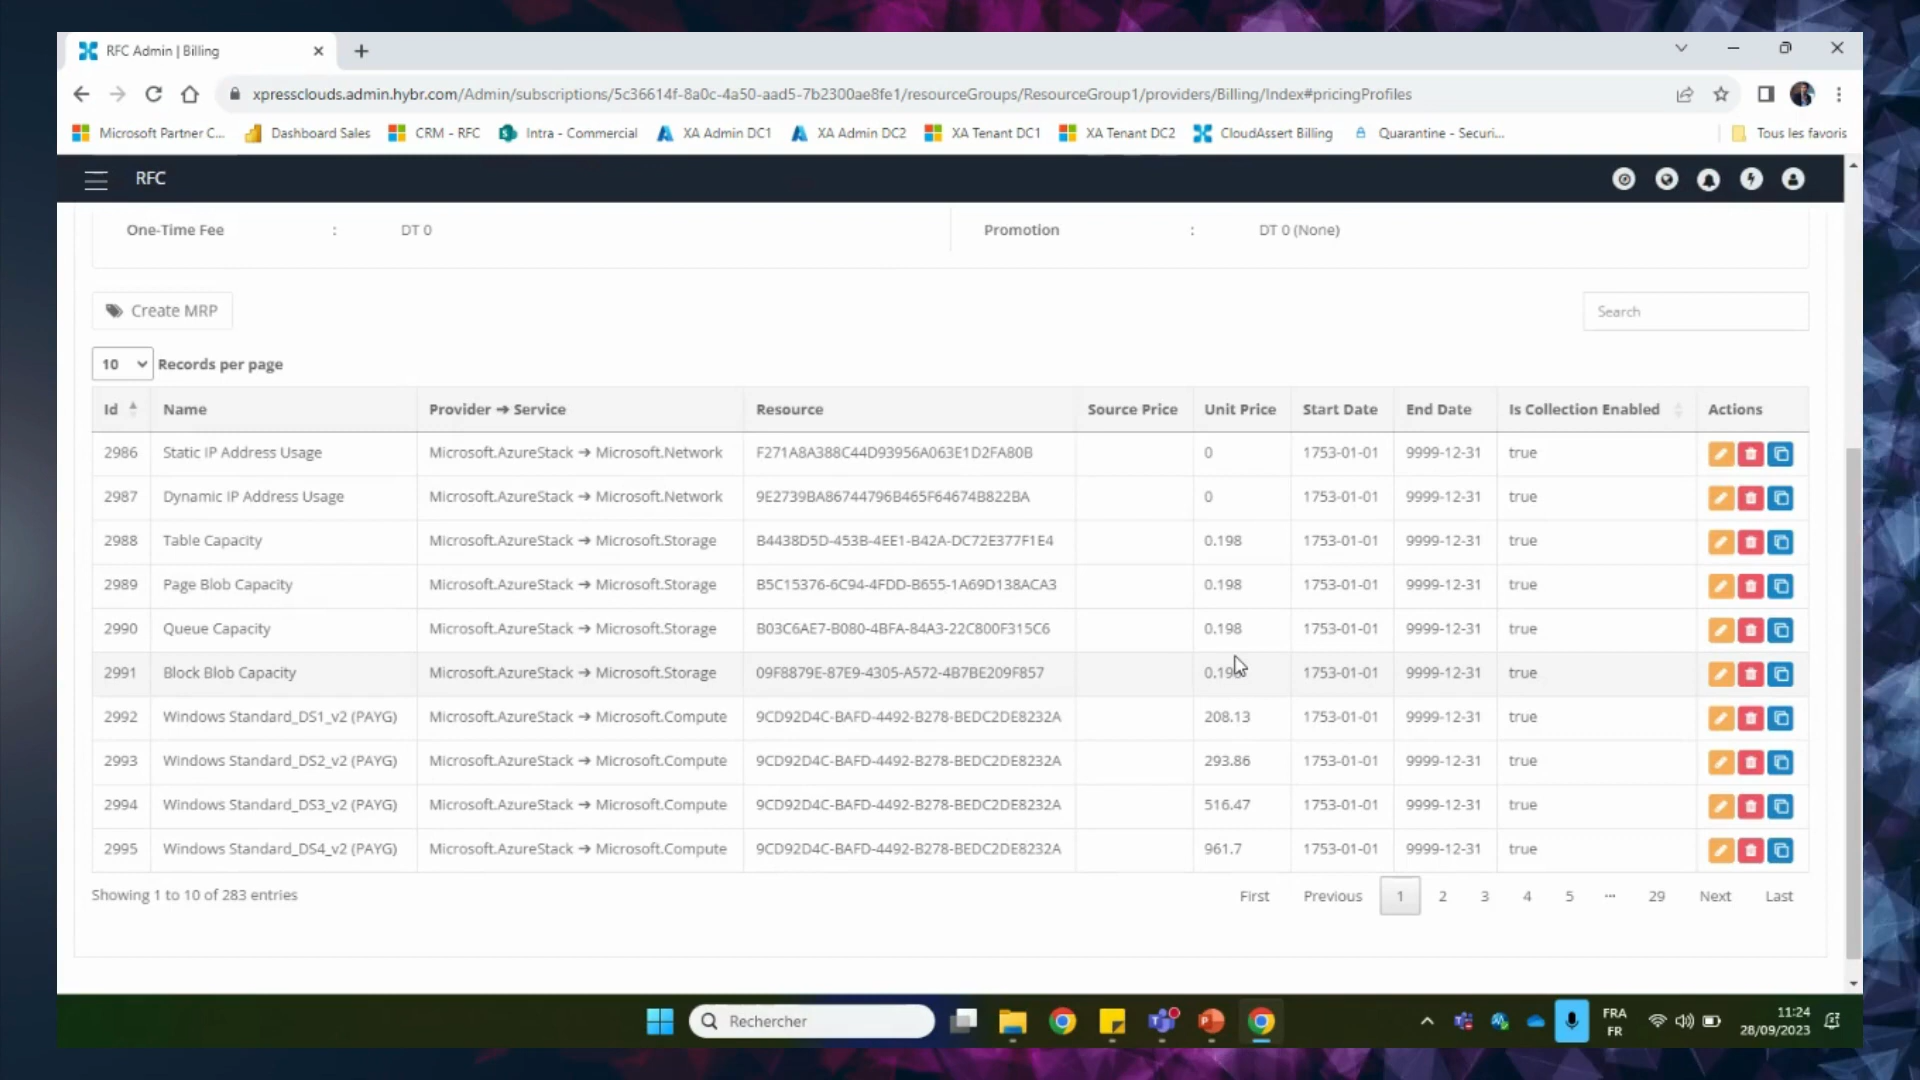 RFC Admin | Billing
xpressclouds.admin.hybr.com/Admin/subscriptions/5c36614f-8a0c-4a50-aad5-7b2300ae8fe1/resourceGroups/ResourceGroup1/providers/Billing/Index#pricingProfiles
Microsoft Partner C... Dashboard Sales CRM - RFC Intra - Commercial XA Admin DC1 XA Admin DC2 XA Tenant DC1 XA Tenant DC2 CloudAssert Billing Quarantine - Securi... Tous les favoris
RFC
One-Time Fee : DT 0 Promotion : DT 0 (None)
Create MRP Search
10 Records per page
Id Name Provider ➔ Service Resource Source Price Unit Price Start Date End Date Is Collection Enabled Actions
2986 Static IP Address Usage Microsoft.AzureStack ➔ Microsoft.Network F271A8A388C44D93956A063E1D2FA80B 0 1753-01-01 9999-12-31 true
2987 Dynamic IP Address Usage Microsoft.AzureStack ➔ Microsoft.Network 9E2739BA86744796B465F64674B822BA 0 1753-01-01 9999-12-31 true
2988 Table Capacity Microsoft.AzureStack ➔ Microsoft.Storage B4438D5D-453B-4EE1-B42A-DC72E377F1E4 0.198 1753-01-01 9999-12-31 true
2989 Page Blob Capacity Microsoft.AzureStack ➔ Microsoft.Storage B5C15376-6C94-4FDD-B655-1A69D138ACA3 0.198 1753-01-01 9999-12-31 true
2990 Queue Capacity Microsoft.AzureStack ➔ Microsoft.Storage B03C6AE7-B080-4BFA-84A3-22C800F315C6 0.198 1753-01-01 9999-12-31 true
2991 Block Blob Capacity Microsoft.AzureStack ➔ Microsoft.Storage 09F8879E-87E9-4305-A572-4B7BE209F857 1753-01-01 9999-12-31 true
2992 Windows Standard_DS1_v2 (PAYG) Microsoft.AzureStack ➔ Microsoft.Compute 9CD92D4C-BAFD-4492-B278-BEDC2DE8232A 208.13 1753-01-01 9999-12-31 true
2993 Windows Standard_DS2_v2 (PAYG) Microsoft.AzureStack ➔ Microsoft.Compute 9CD92D4C-BAFD-4492-B278-BEDC2DE8232A 293.86 1753-01-01 9999-12-31 true
2994 Windows Standard_DS3_v2 (PAYG) Microsoft.AzureStack ➔ Microsoft.Compute 9CD92D4C-BAFD-4492-B278-BEDC2DE8232A 516.47 1753-01-01 9999-12-31 true
2995 Windows Standard_DS4_v2 (PAYG) Microsoft.AzureStack ➔ Microsoft.Compute 9CD92D4C-BAFD-4492-B278-BEDC2DE8232A 961.7 1753-01-01 9999-12-31 true
Showing 1 to 10 of 283 entries First Previous 1 2 3 4 5 ... 29 Next Last
Rechercher FRA 11:24
FR 28/09/2023